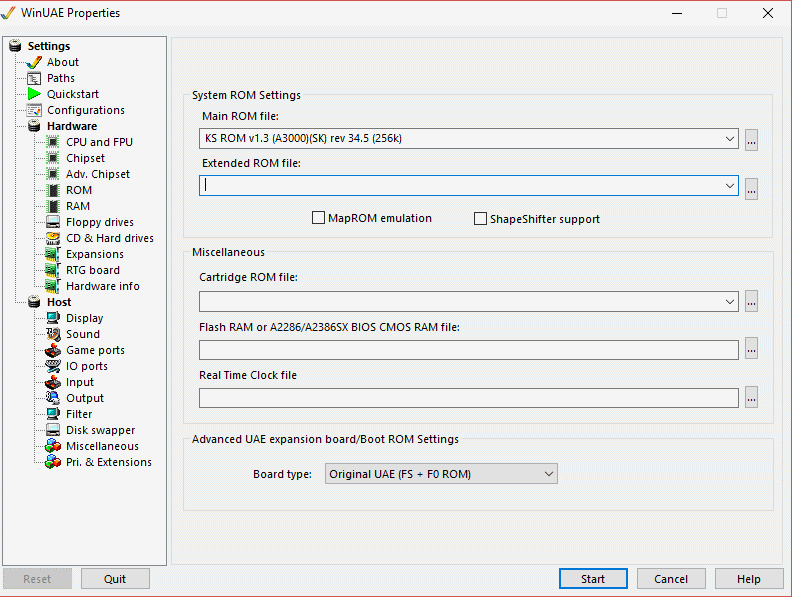 WinUAE Properties
Settings
About
Paths
Quickstart
Configurations
Hardware
CPU and FPU
Chipset
Adv. Chipset
ROM
RAM
Floppy drives
CD & Hard drives
Expansions
RTG board
Hardware info
Host
Display
Sound
Game ports
IO ports
Input
Output
Filter
Disk swapper
Miscellaneous
Pri. & Extensions
System ROM Settings
Main ROM file:
KS ROM v1.3 (A3000)(SK) rev 34.5 (256k)
...
Extended ROM file:
...
MapROM emulation
ShapeShifter support
Miscellaneous
Cartridge ROM file:
...
Flash RAM or A2286/A2386SX BIOS CMOS RAM file:
...
Real Time Clock file
...
Advanced UAE expansion board/Boot ROM Settings
Board type:
Original UAE (FS + F0 ROM)
Reset
Quit
Start
Cancel
Help